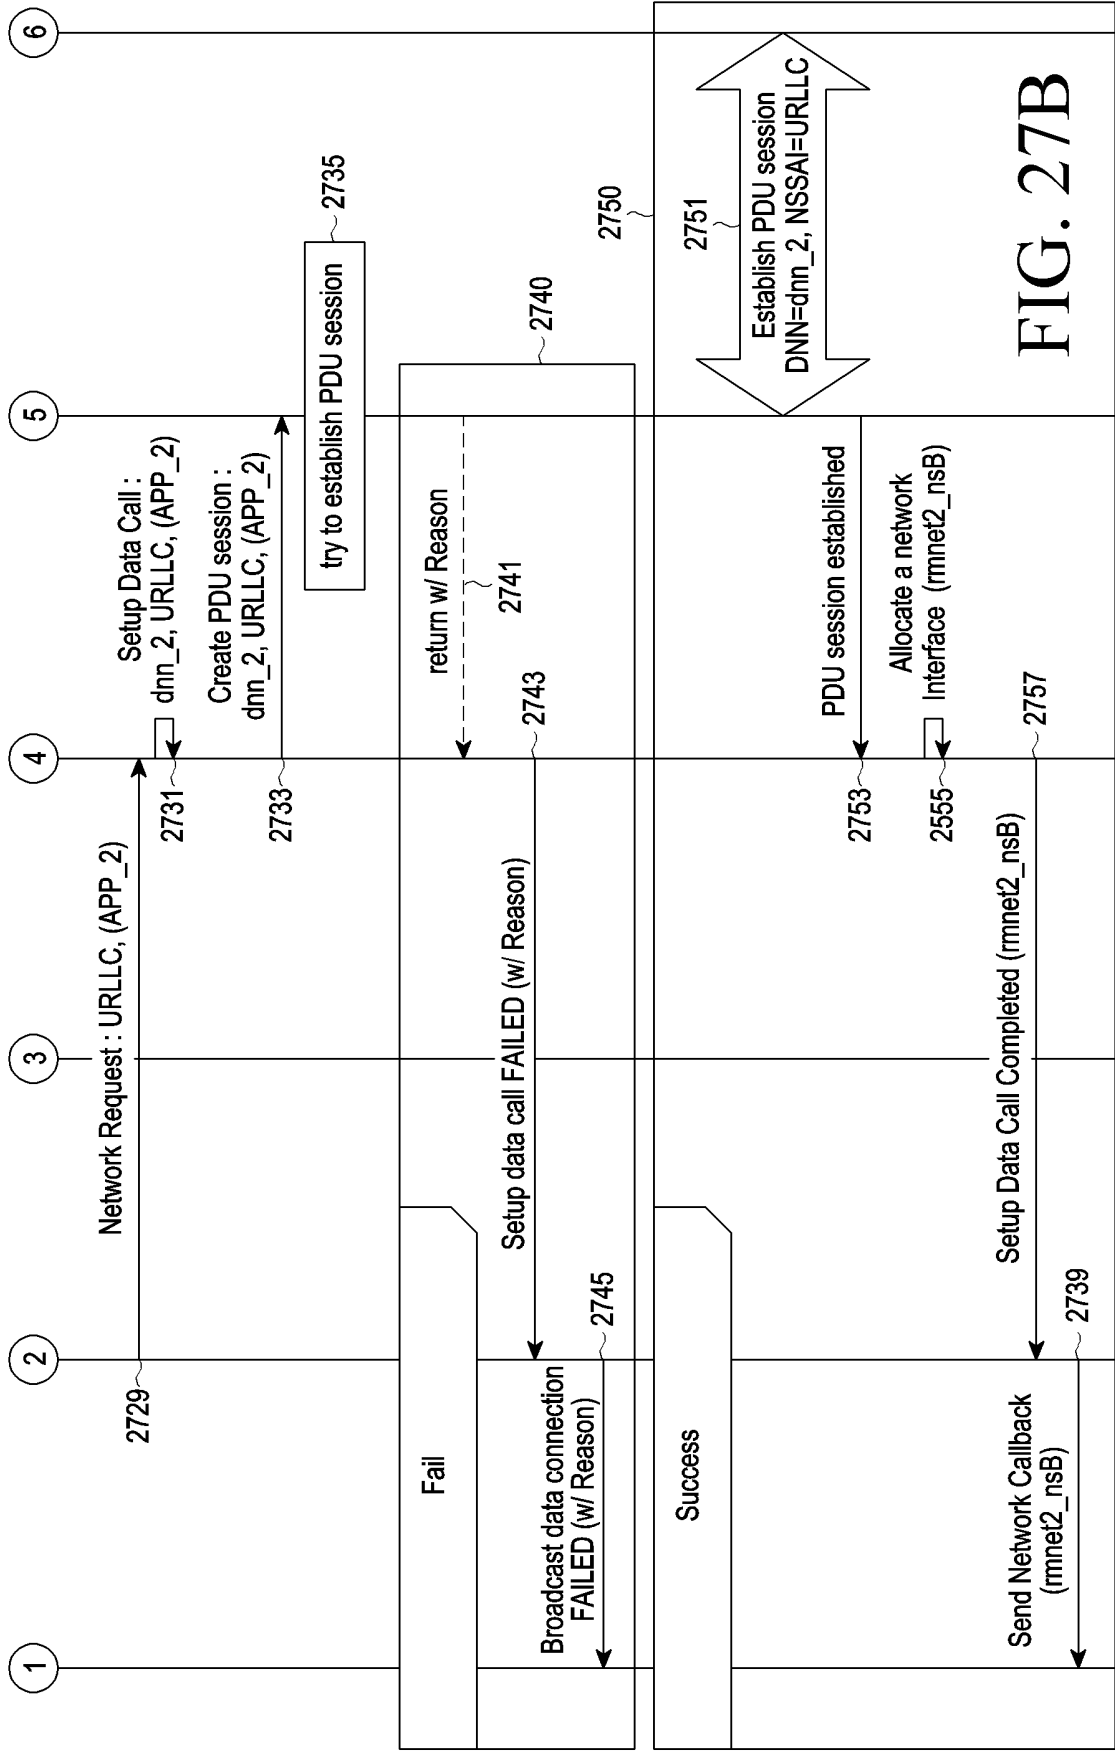 1
2
3
4
5
6
Network Request : URLLC, (APP_2)
2729
Setup Data Call :
dnn_2, URLLC, (APP_2)
2731
Create PDU session :
dnn_2, URLLC, (APP_2)
2733
try to establish PDU session
2735
Fail
2740
return w/ Reason
2741
Setup data call FAILED (w/ Reason)
2743
Broadcast data connection
FAILED (w/ Reason)
2745
Success
2750
2751
Establish PDU session
DNN=dnn_2, NSSAI=URLLC
PDU session established
2753
Allocate a network
Interface (rmnet2_nsB)
2555
Setup Data Call Completed (rmnet2_nsB)
2757
Send Network Callback
(rmnet2_nsB)
2739
FIG. 27B